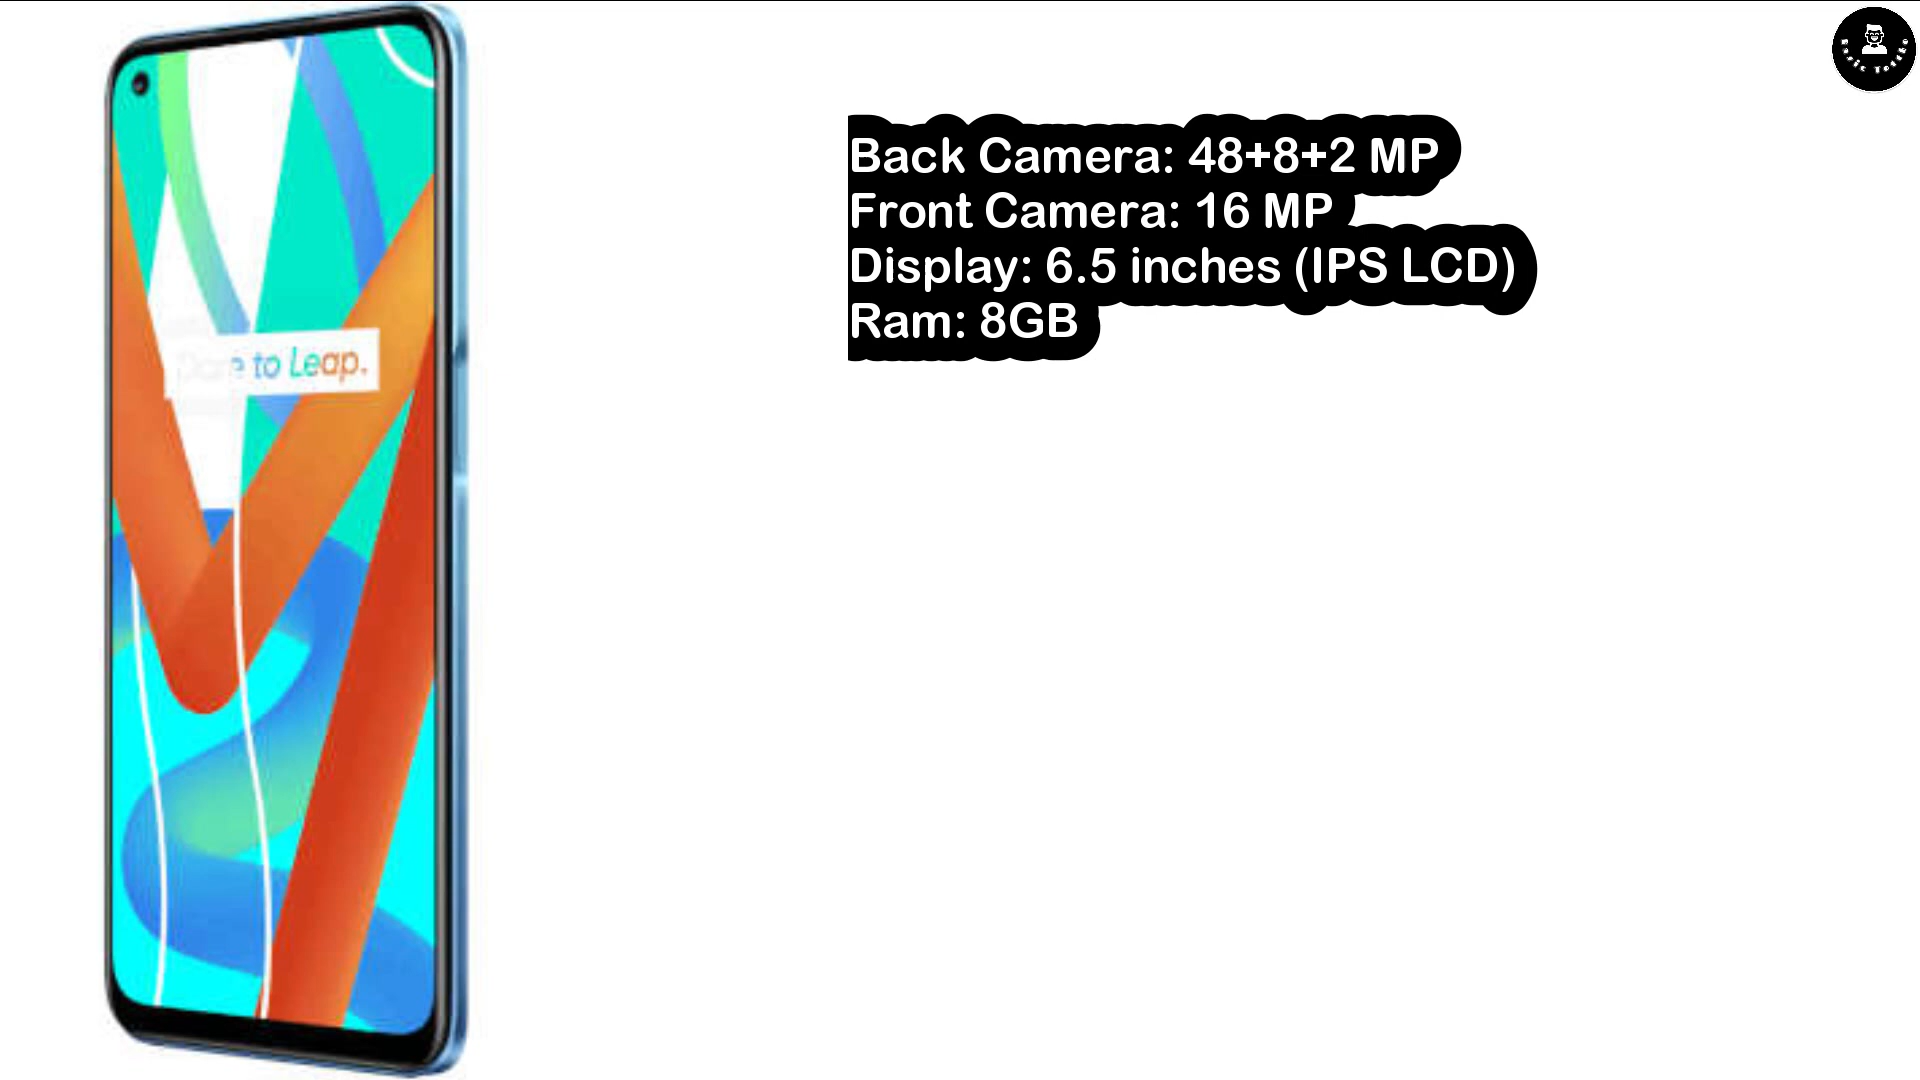 Back Camera: 48+8+2 MP
Front Camera: 16 MP
Display: 6.5 inches (IPS LCD)
Ram: 8GB
to Leap.